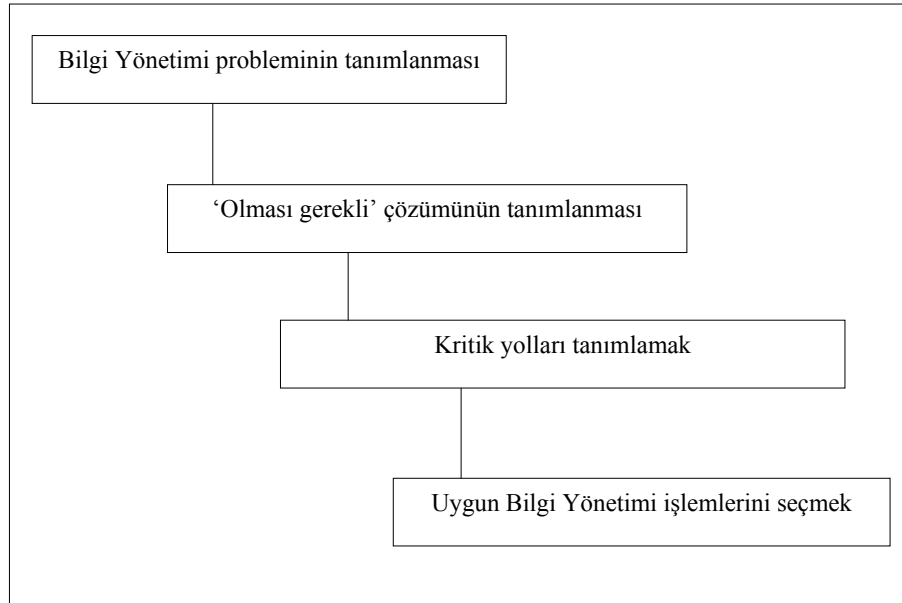 Bilgi Yönetimi probleminin tanımlanması
‘Olması gerekli’ çözümünün tanımlanması
Kritik yolları tanımlamak
Uygun Bilgi Yönetimi işlemlerini seçmek